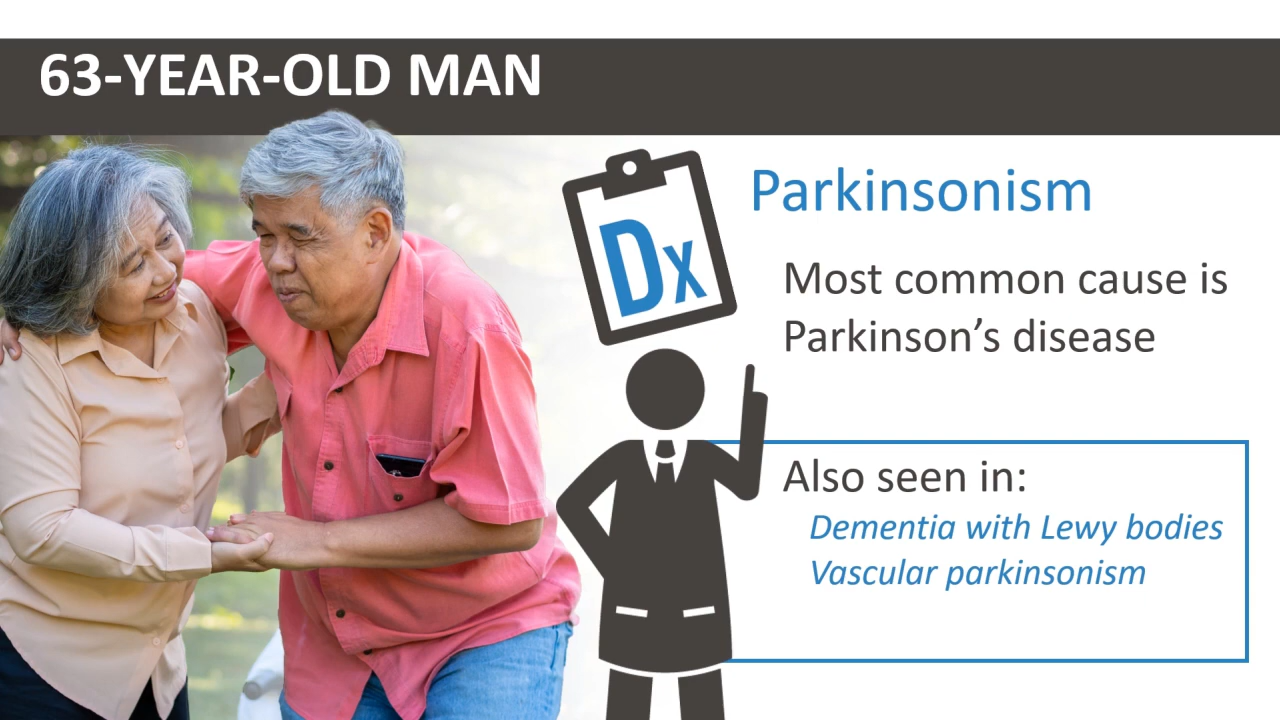 63-YEAR-OLD MAN
Dx
Parkinsonism
Most common cause is
Parkinson’s disease
Also seen in:
Dementia with Lewy bodies
Vascular parkinsonism